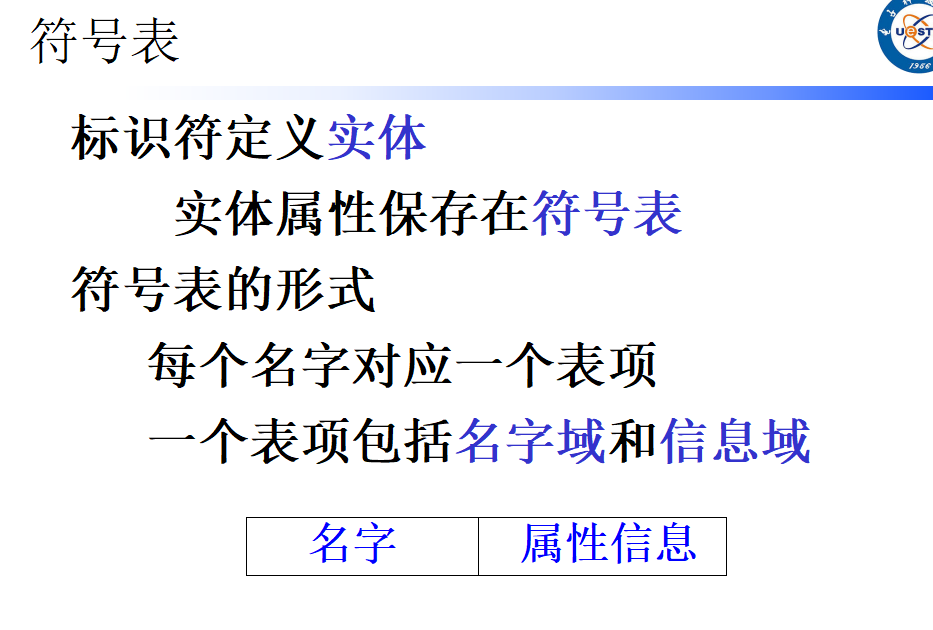 符号表
UEST
1956
标识符定义实体
实体属性保存在符号表
符号表的形式
每个名字对应一个表项
一个表项包括名字域和信息域
名字 属性信息